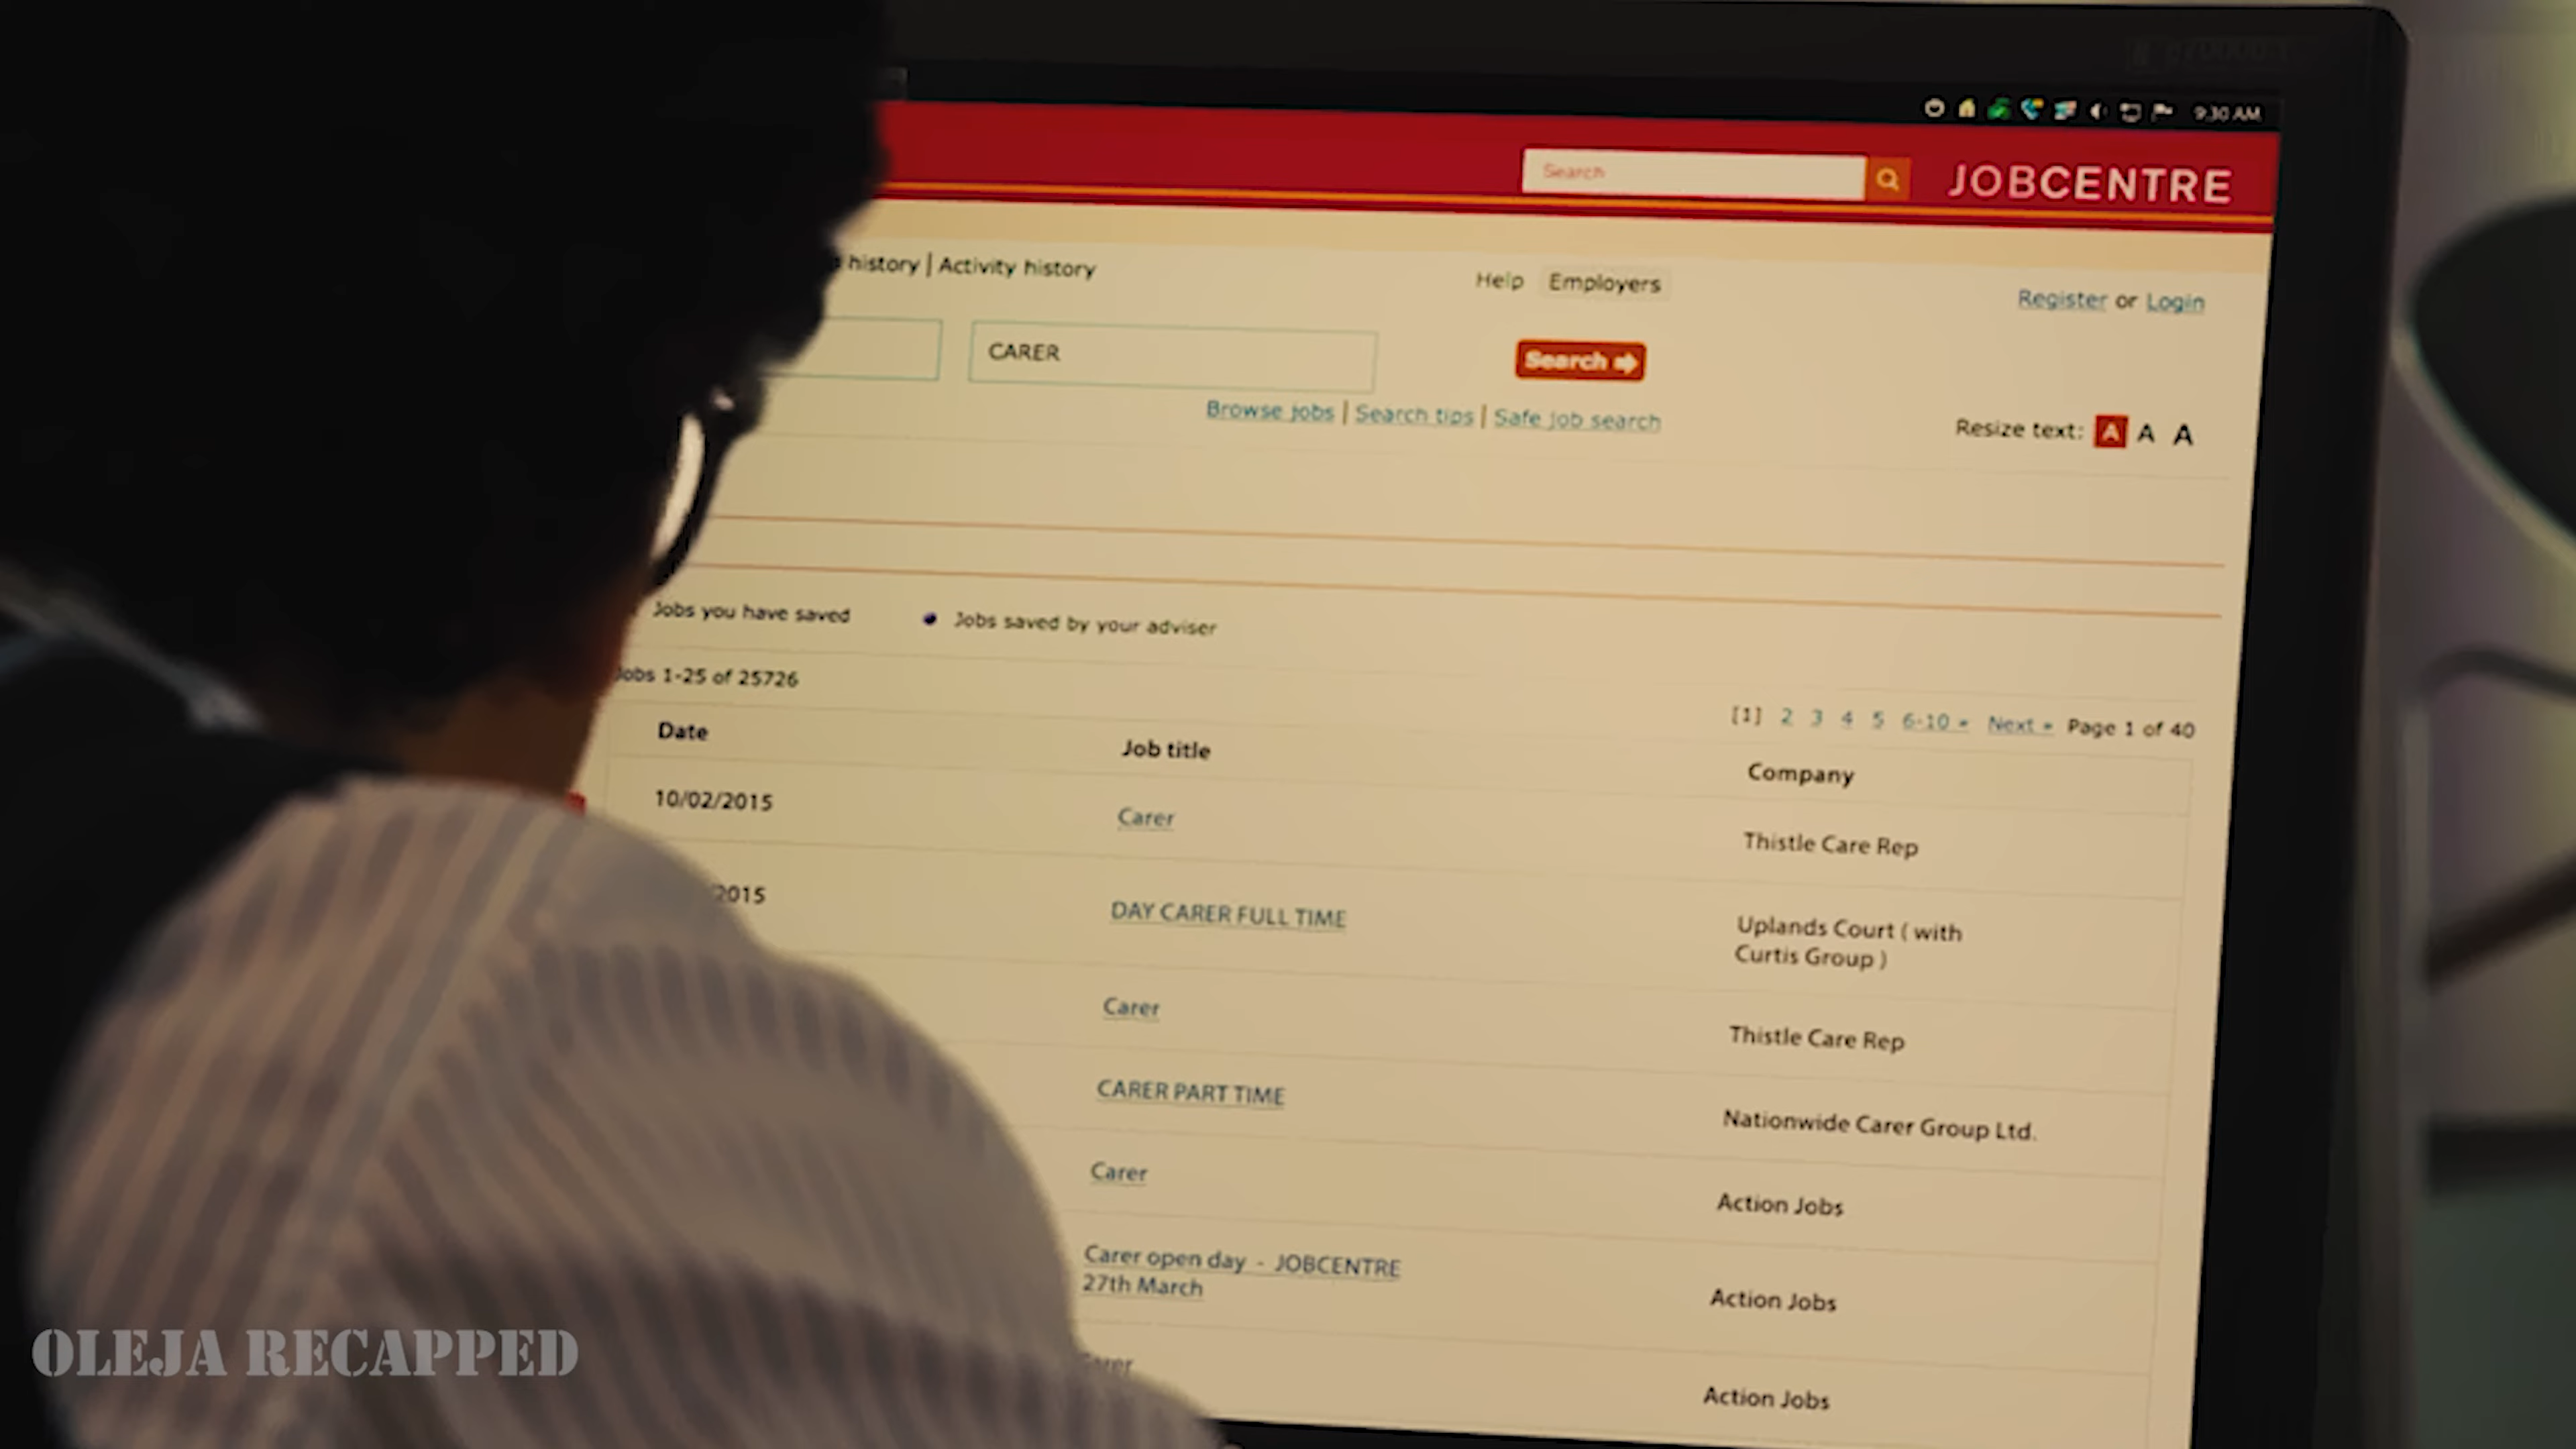 9:30 AM
Search
JOBCENTRE
history | Activity history
Help Employers
Register or Login
CARER
Search
Browse jobs | Search tips | Safe job search
Resize text: A A A
Jobs you have saved
Jobs saved by your adviser
Jobs 1-25 of 25726
[1] 2 3 4 5 6-10 » Next » Page 1 of 40
Date Job title Company
10/02/2015 Carer Thistle Care Rep
2015 DAY CARER FULL TIME Uplands Court ( with
Curtis Group )
Carer Thistle Care Rep
CARER PART TIME Nationwide Carer Group Ltd.
Carer Action Jobs
Carer open day - JOBCENTRE
27th March
Action Jobs
Action Jobs
OLEJA RECAPPED